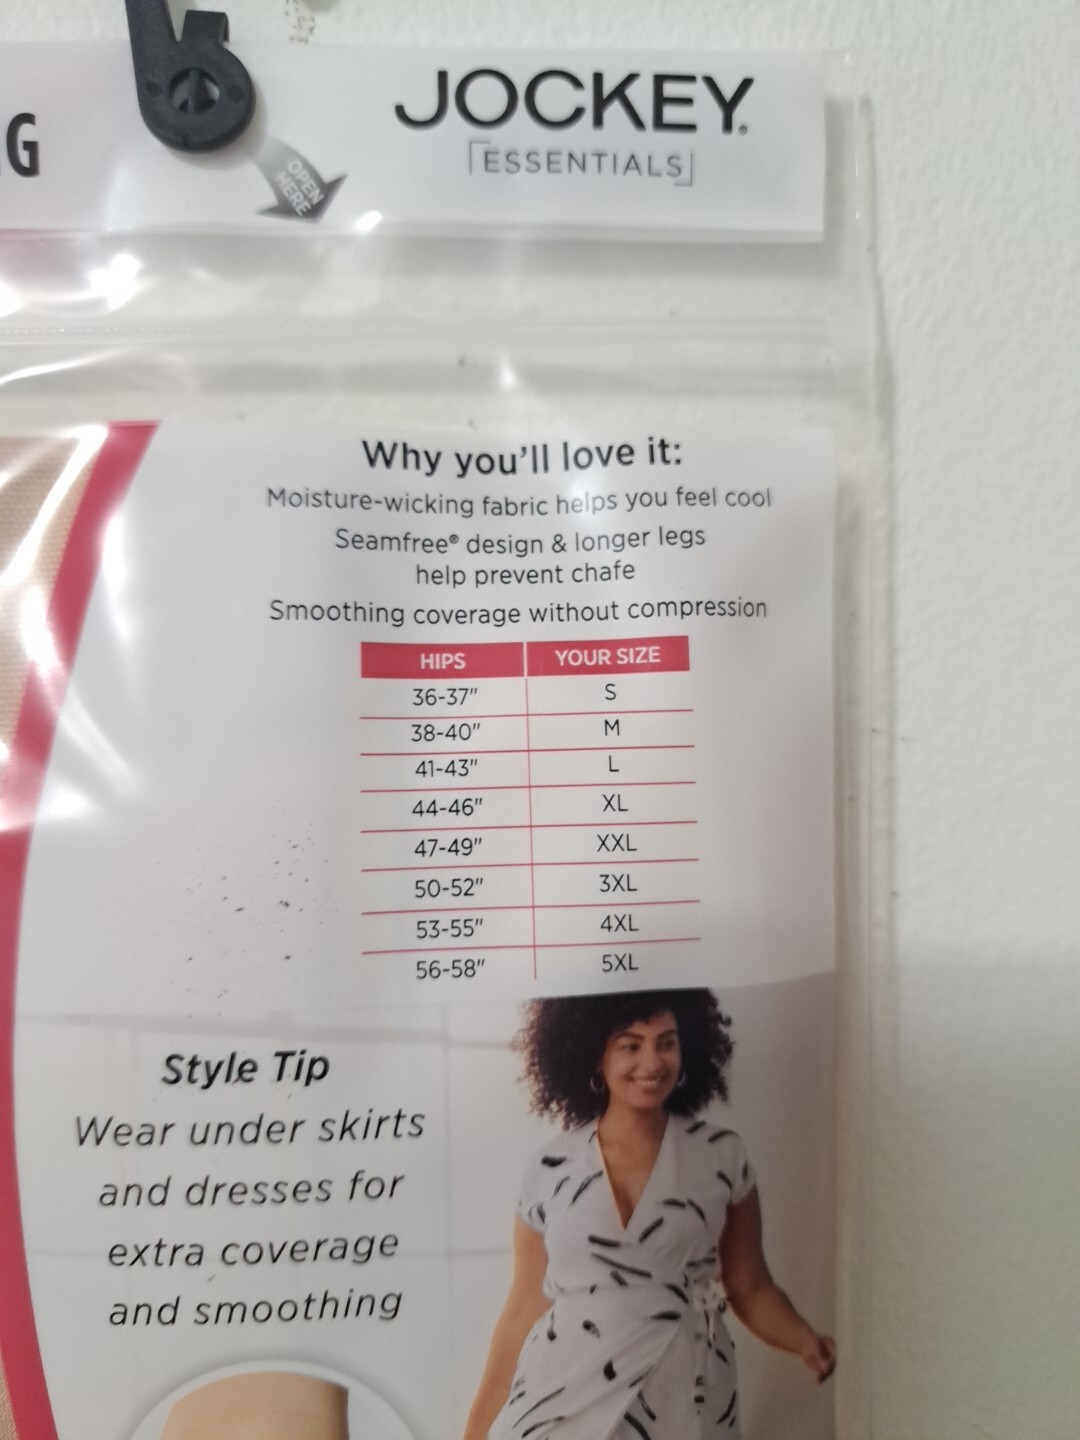 G
OPEN
HERE
JOCKEY®
ESSENTIALS
Why you'll love it:
Moisture-wicking fabric helps you feel cool
Seamfree® design & longer legs
help prevent chafe
Smoothing coverage without compression
HIPS YOUR SIZE
36-37" S
38-40" M
41-43" L
44-46" XL
47-49" XXL
50-52" 3XL
53-55" 4XL
56-58" 5XL
Style Tip
Wear under skirts
and dresses for
extra coverage
and smoothing